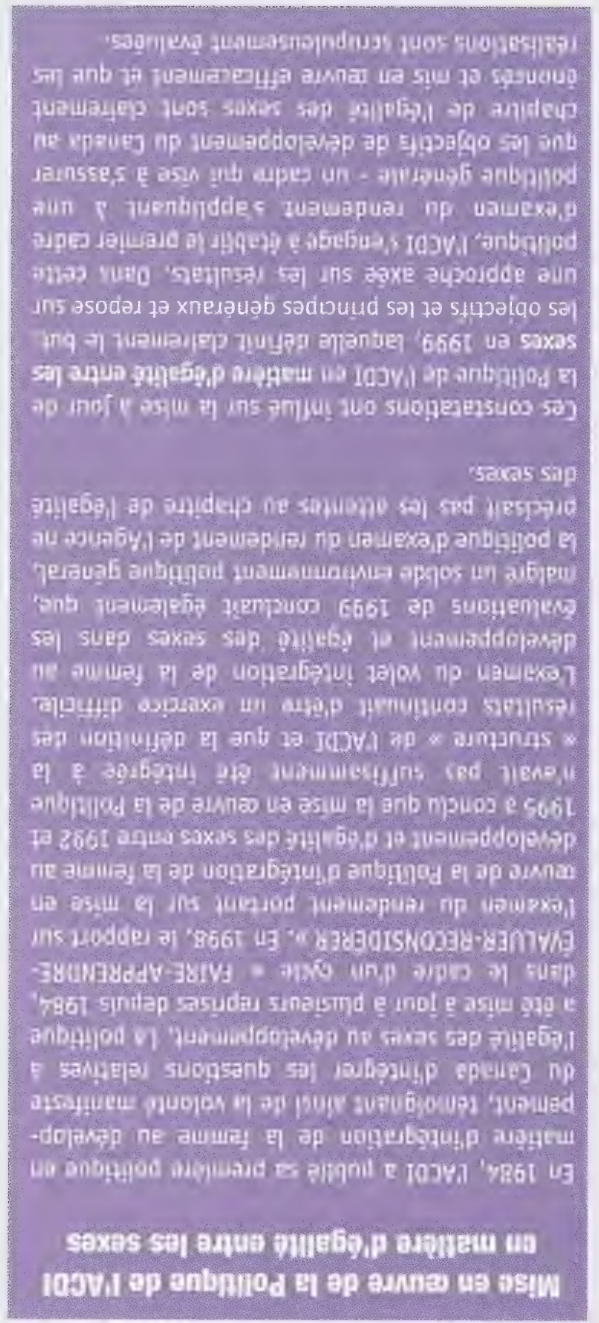 Mise en œuvre de la Politique de l'ACDI
en matière d'égalité entre les sexes
En 1984, l'ACDI a publié sa première politique en
matière d'intégration de la femme au dévelop-
pement, témoignant ainsi de la volonté manifeste
du Canada d'intégrer les questions relatives à
l'égalité des sexes au développement. La politique
a été mise à jour à plusieurs reprises depuis 1984,
dans le cadre d'un cycle « FAIRE-APPRENDRE-
ÉVALUER-RECONSIDÉRER ». En 1998, le rapport sur
l'examen du rendement portant sur la mise en
œuvre de la Politique d'intégration de la femme au
développement et d'égalité des sexes entre 1992 et
1995 a conclu que la mise en œuvre de la Politique
n'avait pas suffisamment été intégrée à la
« structure » de l'ACDI et que la définition des
résultats continuait d'être un exercice difficile.
L'examen du volet intégration de la femme au
développement et égalité des sexes dans les
évaluations de 1999 concluait également que,
malgré un solide environnement politique général,
la politique d'examen du rendement de l'Agence ne
précisait pas les attentes au chapitre de l'égalité
des sexes.
Ces constatations ont influé sur la mise à jour de
la Politique de l'ACDI en matière d'égalité entre les
sexes en 1999, laquelle définit clairement le but,
les objectifs et les principes généraux et repose sur
une approche axée sur les résultats. Dans cette
politique, l'ACDI s'engage à établir le premier cadre
d'examen du rendement s'appliquant à une
politique générale - un cadre qui vise à s'assurer
que les objectifs de développement du Canada au
chapitre de l'égalité des sexes sont clairement
énoncés et mis en œuvre efficacement et que les
réalisations sont scrupuleusement évaluées.